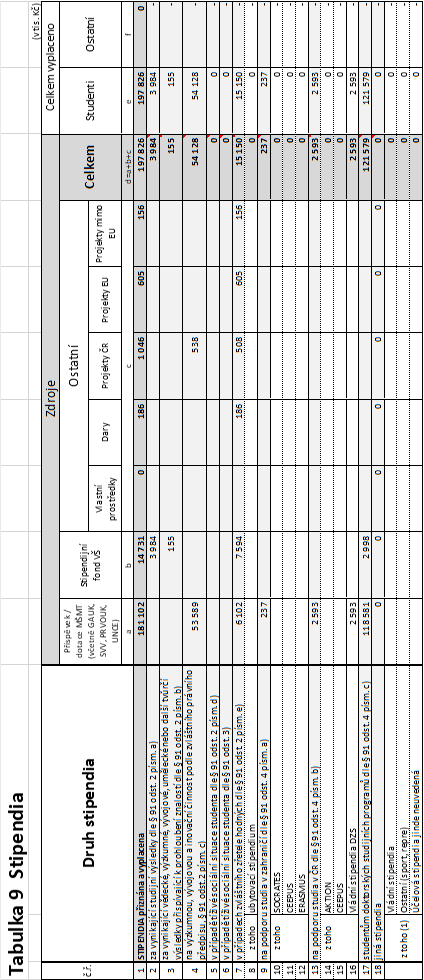 Tabulka 9 Stipendia
(v tis. Kč)
č.ř. Druh stipendia Zdroje Celkem vyplaceno
Příspěvek / dotace MŠMT (včetně GAUK, SVV, PRVOUK, UNCE) Stipendijní fond VŠ Ostatní Celkem Studenti Ostatní
Vlastní prostředky Dary Projekty ČR Projekty EU Projekty mimo EU
a b c d=a+b+c e f
1 STIPENDIA přiznaná a vyplacená 181 102 14 731 0 186 1 046 605 156 197 826 197 826 0
2 za vynikající studijní výsledky dle § 91 odst. 2 písm. a) 3 984 3 984 3 984 -
3 za vynikající vědecké, výzkumné, vývojové, umělecké nebo další tvůrčí
výsledky přispívající k prohloubení znalostí dle § 91 odst. 2 písm. b) 155 155 155 -
4 na výzkumnou, vývojovou a inovační činnost podle zvláštního právního
předpisu, § 91 odst.2 písm. c) 53 589 538 54 128 54 128 -
5 v případě tíživé sociální situace studenta dle § 91 odst. 2 písm. d) 0 0 -
6 v případě tíživé sociální situace studenta dle § 91 odst. 3) 0 0 -
7 v případech zvláštního zřetele hodných dle § 91 odst. 2 písm. e) 6 102 7 594 186 508 605 156 15 150 15 150 -
8 z toho ubytovací stipendium 0 0 -
9 na podporu studia v zahraničí dle § 91 odst. 4 písm. a) 237 237 237 -
10 z toho SOCRATES 0 0 -
11 CEEPUS 0 0 -
12 ERASMUS 0 0 -
13 na podporu studia v ČR dle § 91 odst. 4 písm. b) 2 593 2 593 2 593 -
14 z toho AKTION 0 0 -
15 CEEPUS 0 0 -
16 Vládní stipendia DZS 2 593 2 593 2 593 -
17 studentům doktorských studijních programů dle § 91 odst. 4 písm. c) 118 581 2 998 121 579 121 579 -
18 jiná stipendia 0 0 0 0 0 0 0 0 0 -
z toho (1) Vládní stipendia 0 0 -
Ostatní (sport, repre) 0 0 -
Účelová stipendia jinde neuvedená 0 0 -